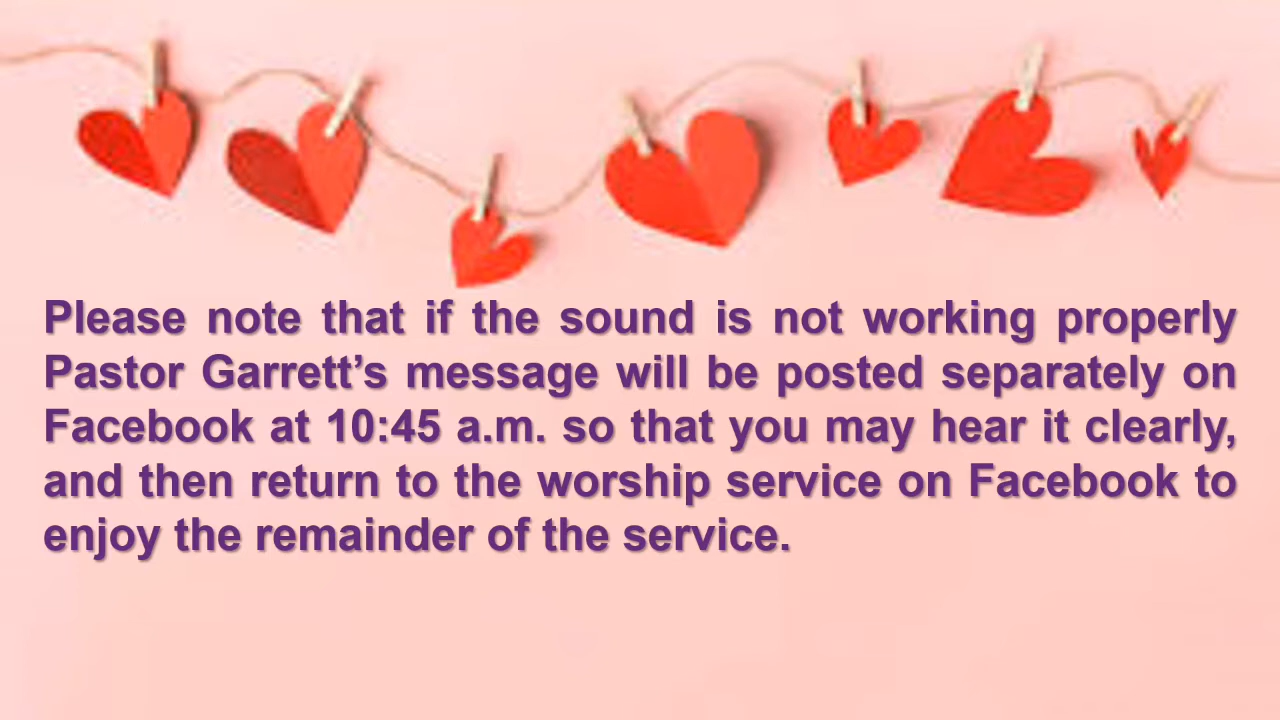 Please note that if the sound is not working properly
Pastor Garrett’s message will be posted separately on
Facebook at 10:45 a.m. so that you may hear it clearly,
and then return to the worship service on Facebook to
enjoy the remainder of the service.